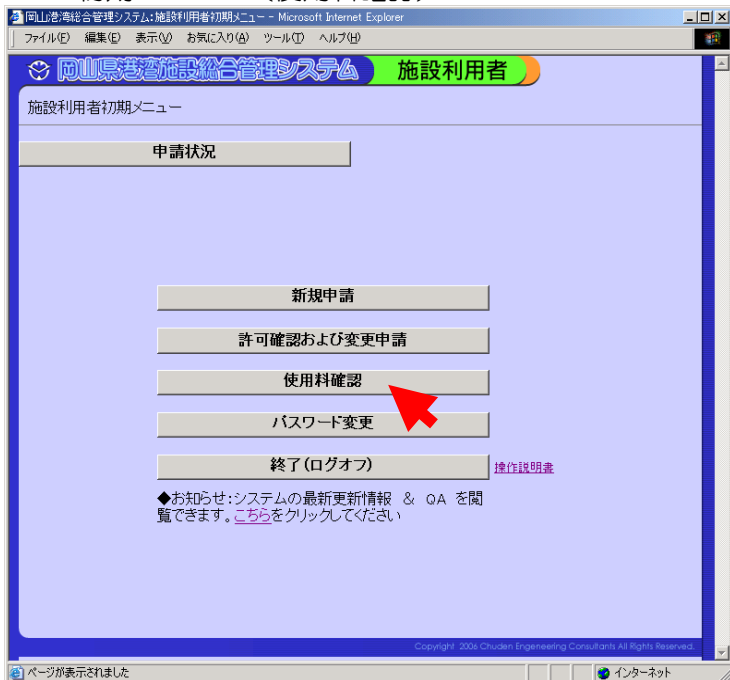 岡山港湾総合管理システム:施設利用者初期メニュー - Microsoft Internet Explorer
ファイル(F) 編集(E) 表示(V) お気に入り(A) ツール(T) ヘルプ(H)
岡山県港湾施設総合管理システム 施設利用者
施設利用者初期メニュー
申請状況
新規申請
許可確認および変更申請
使用料確認
パスワード変更
終了(ログオフ) 操作説明書
◆お知らせ:システムの最新更新情報 & QA を閲
覧できます。こちらをクリックしてください
Copyright 2006 Chuden Engeneering Consultants All Rights Reserved.
ページが表示されました インターネット